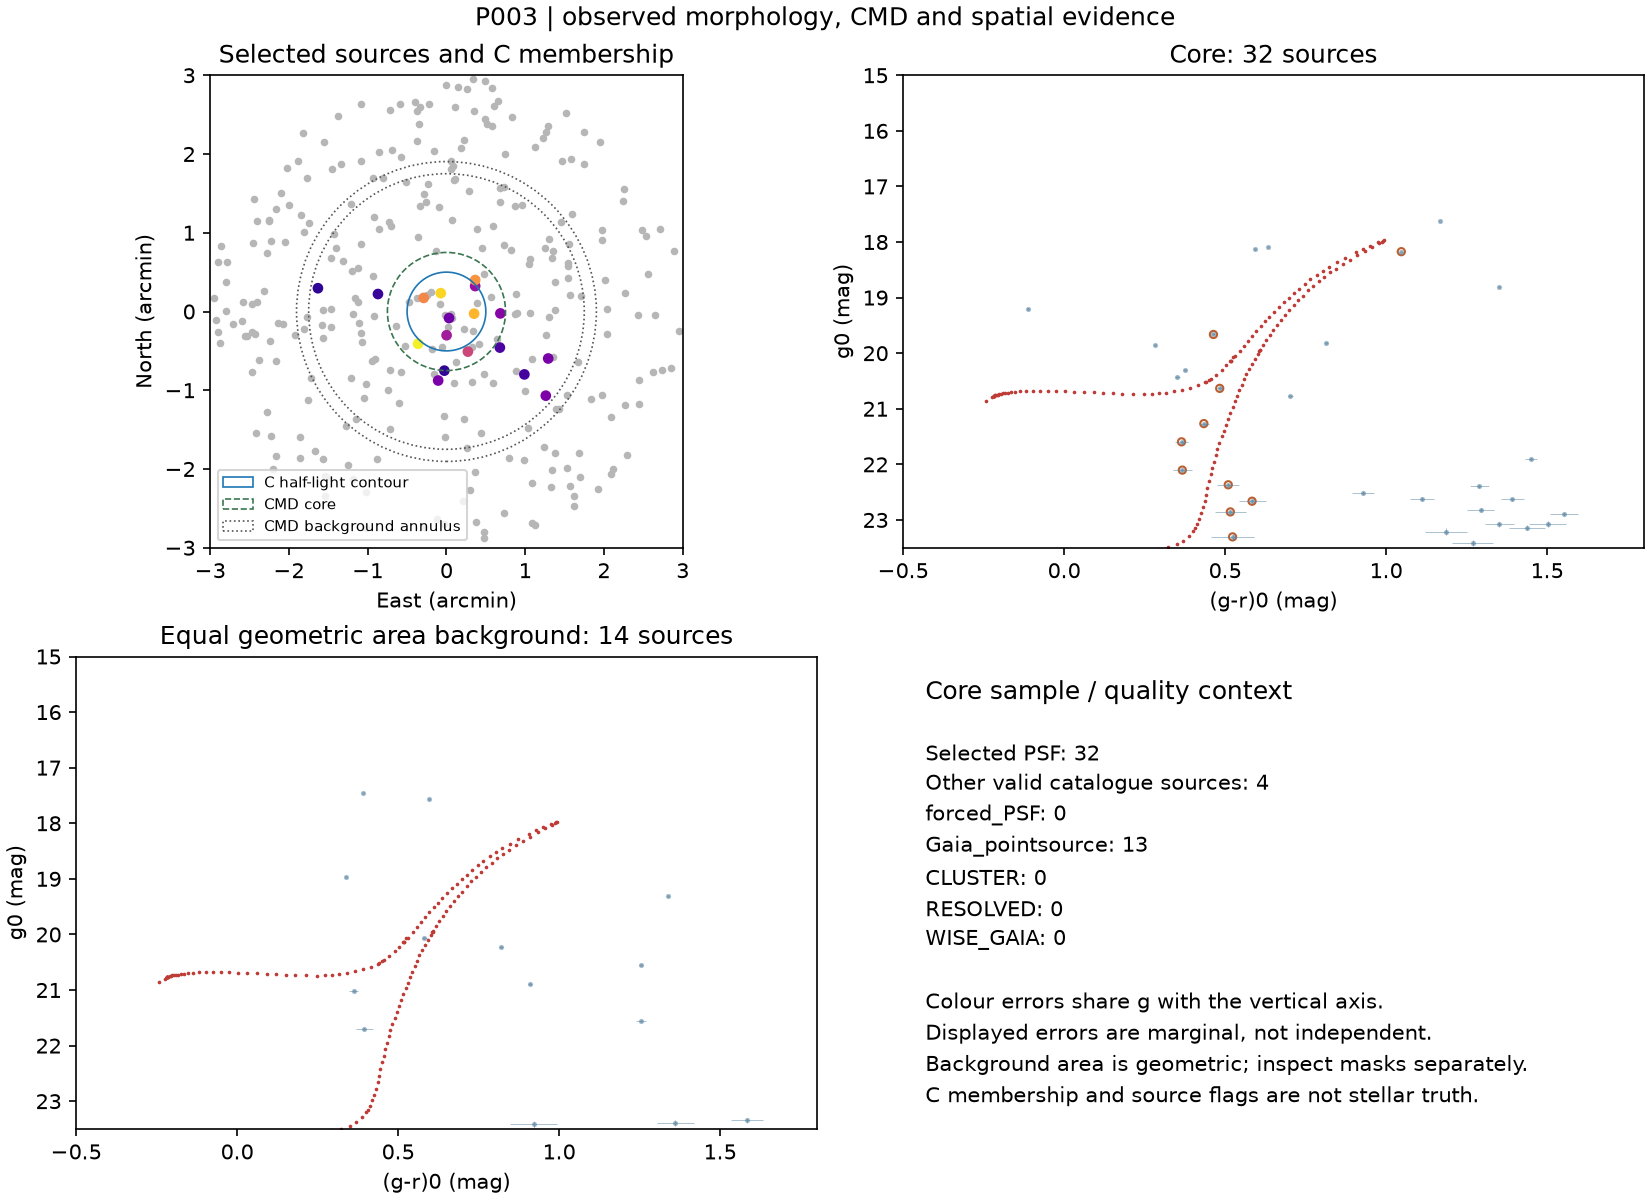 P003 | observed morphology, CMD and spatial evidence
Selected sources and C membership
3
2
1
0
−1
−2
−3
North (arcmin)
C half-light contour
CMD core
CMD background annulus
−3
−2
−1
0
1
2
3
East (arcmin)
Core: 32 sources
15
16
17
18
19
20
21
22
23
g0 (mag)
−0.5
0.0
0.5
1.0
1.5
(g-r)0 (mag)
Equal geometric area background: 14 sources
15
16
17
18
19
20
21
22
23
g0 (mag)
−0.5
0.0
0.5
1.0
1.5
(g-r)0 (mag)
Core sample / quality context
Selected PSF: 32
Other valid catalogue sources: 4
forced_PSF: 0
Gaia_pointsource: 13
CLUSTER: 0
RESOLVED: 0
WISE_GAIA: 0
Colour errors share g with the vertical axis.
Displayed errors are marginal, not independent.
Background area is geometric; inspect masks separately.
C membership and source flags are not stellar truth.